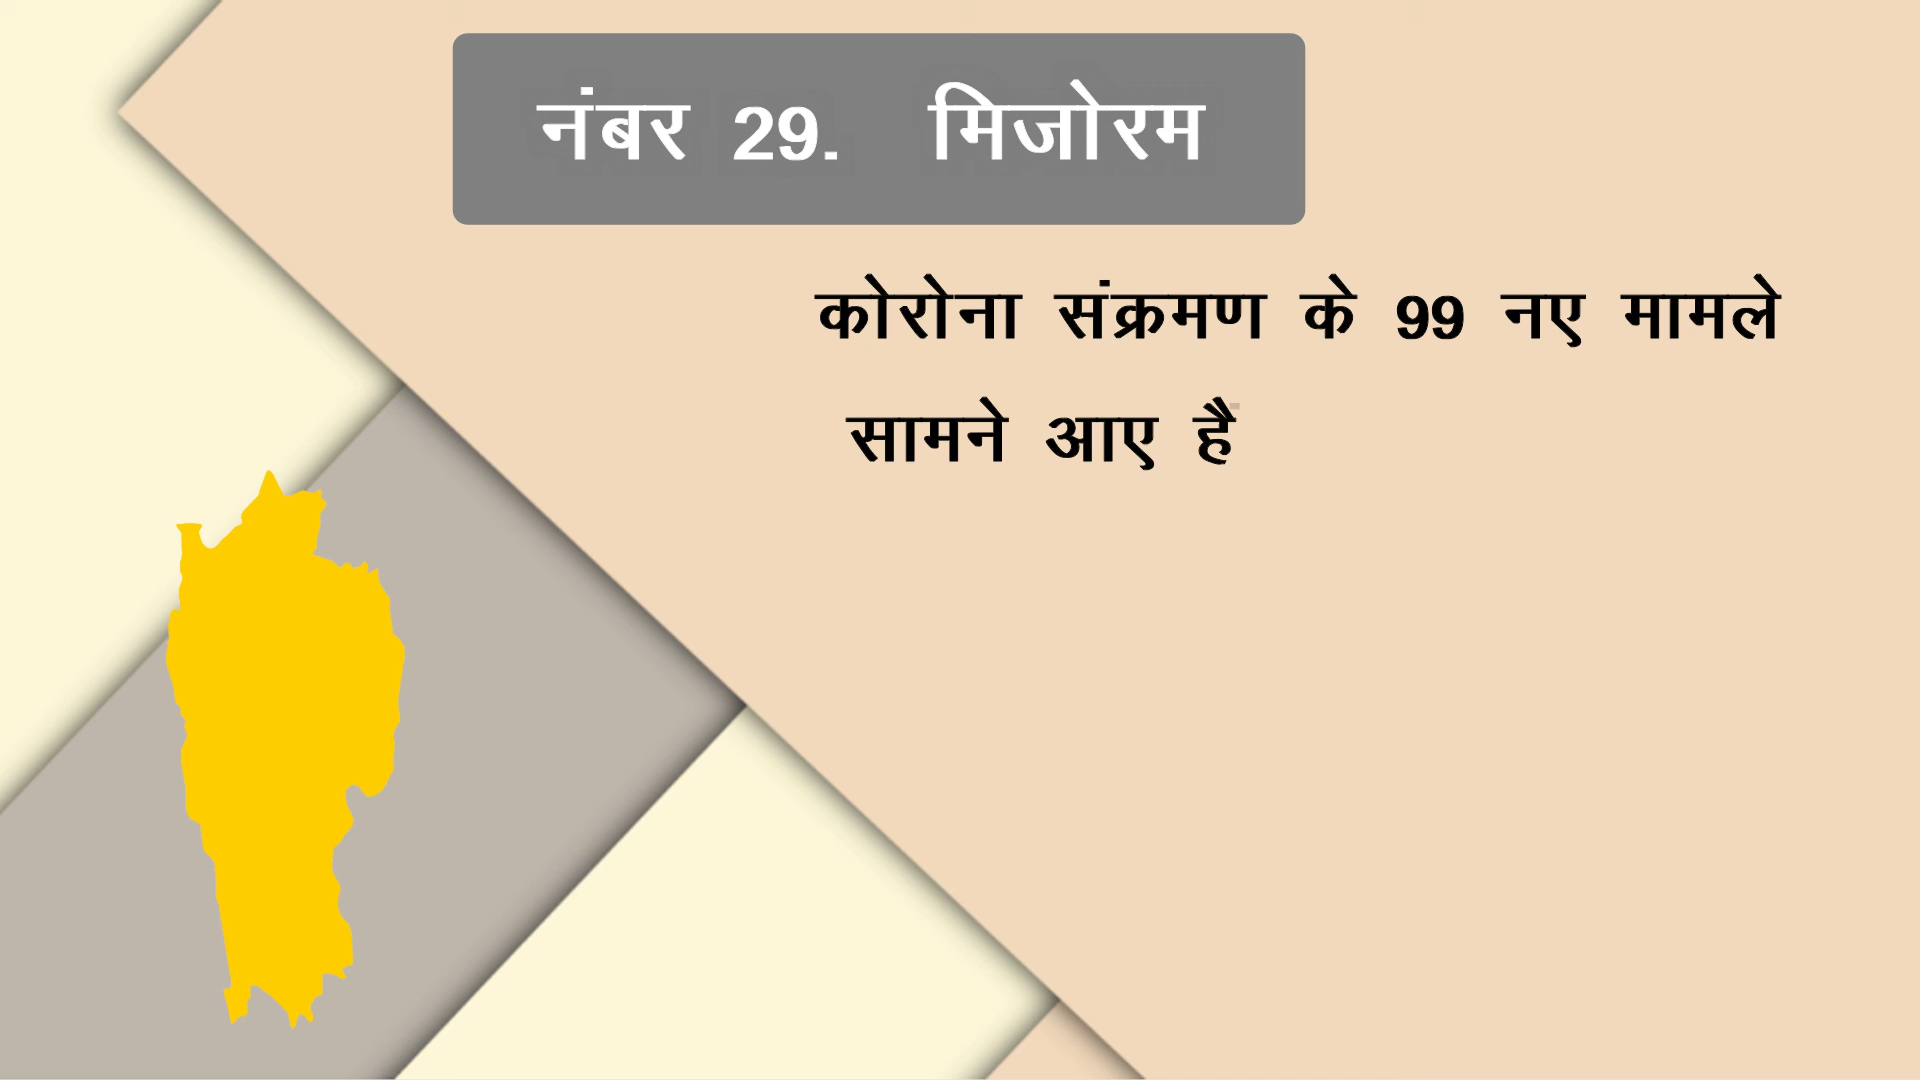 नंबर 29. मिजोरम
कोरोना संक्रमण के 99 नए मामले
सामने आए हैं